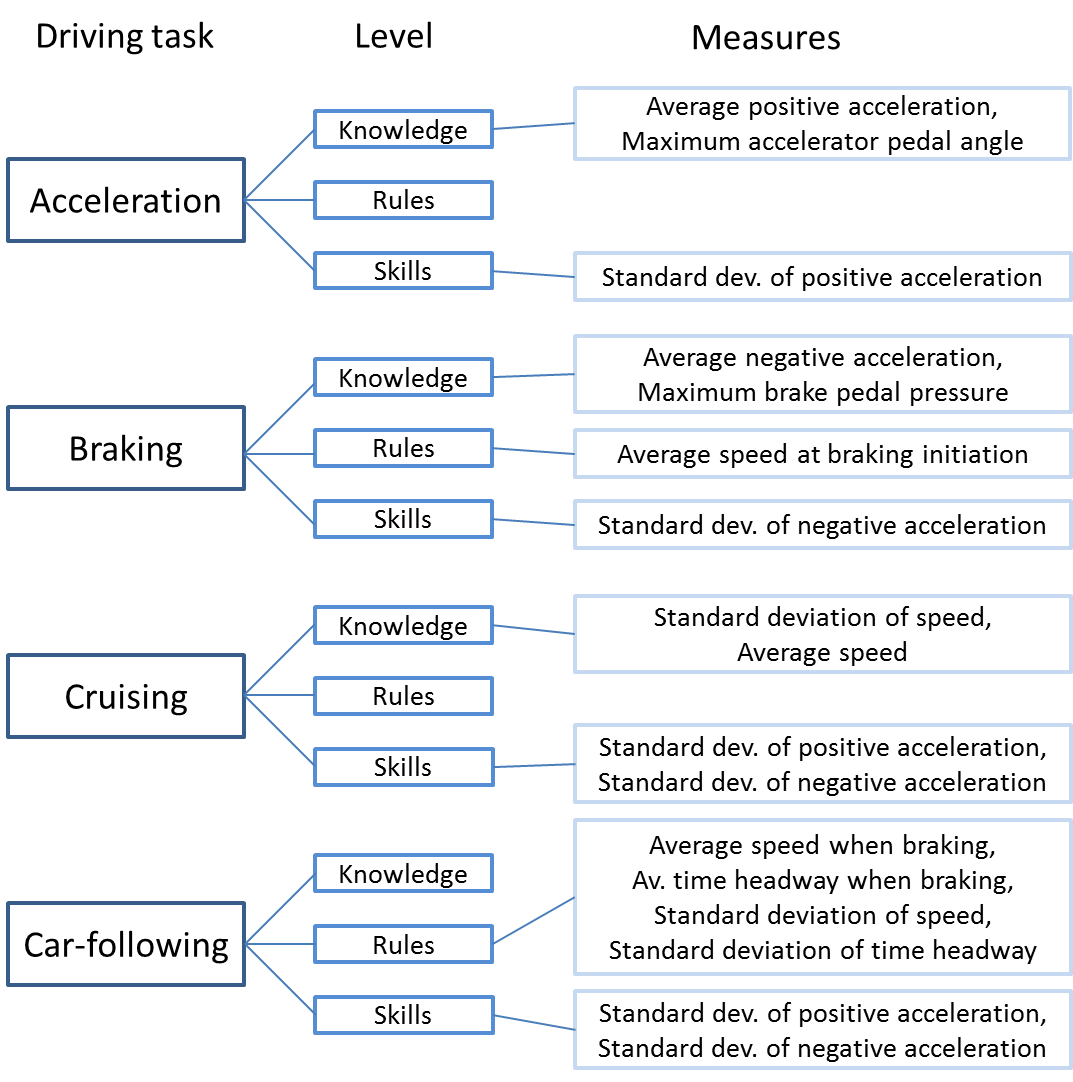 Driving task
Level
Measures
Acceleration
Knowledge
Average positive acceleration,
Maximum accelerator pedal angle
Rules
Skills
Standard dev. of positive acceleration
Braking
Knowledge
Average negative acceleration,
Maximum brake pedal pressure
Rules
Average speed at braking initiation
Skills
Standard dev. of negative acceleration
Cruising
Knowledge
Standard deviation of speed,
Average speed
Rules
Skills
Standard dev. of positive acceleration,
Standard dev. of negative acceleration
Car-following
Knowledge
Rules
Average speed when braking,
Av. time headway when braking,
Standard deviation of speed,
Standard deviation of time headway
Skills
Standard dev. of positive acceleration,
Standard dev. of negative acceleration